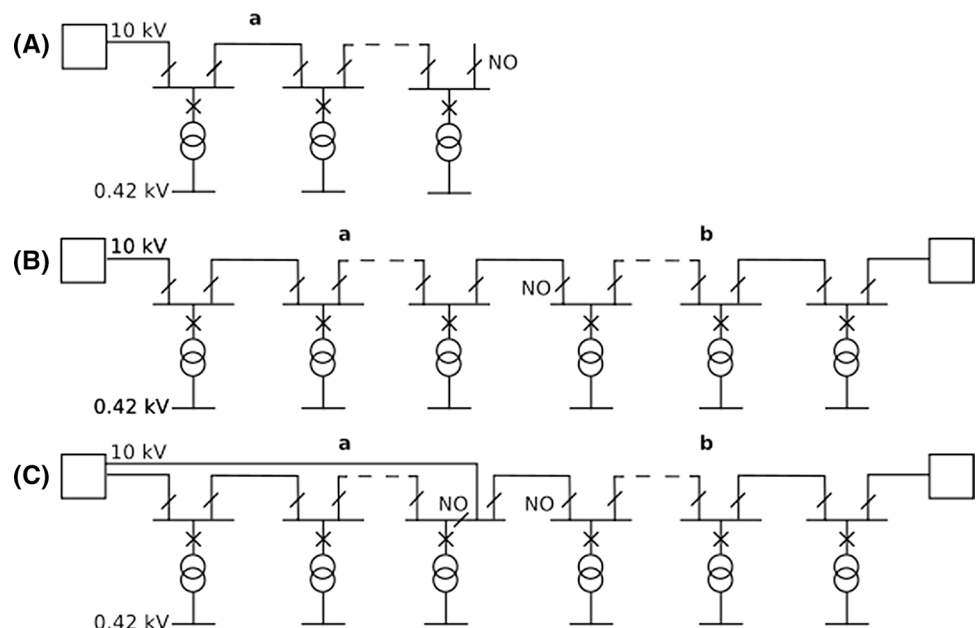 a
(A) 10 kV
NO
0.42 kV
a b
(B) 10 kV
NO
0.42 kV
a b
(C) 10 kV
NO NO
0.42 kV